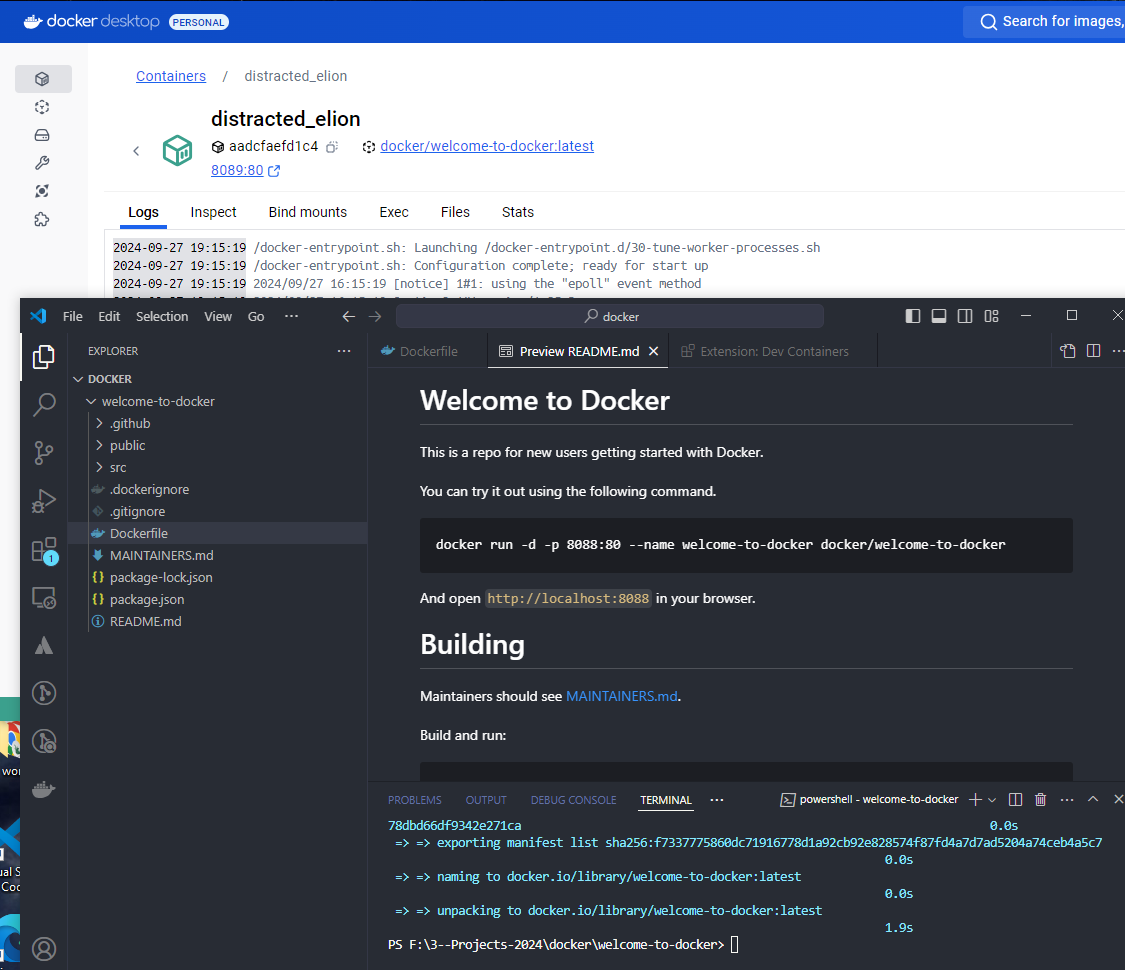 docker desktop PERSONAL
Search for images,
Containers / distracted_elion
distracted_elion
aadcfaefd1c4 docker/welcome-to-docker:latest
8089:80
Logs Inspect Bind mounts Exec Files Stats
2024-09-27 19:15:19 /docker-entrypoint.sh: Launching /docker-entrypoint.d/30-tune-worker-processes.sh
2024-09-27 19:15:19 /docker-entrypoint.sh: Configuration complete; ready for start up
2024-09-27 19:15:19 2024/09/27 16:15:19 [notice] 1#1: using the "epoll" event method
File Edit Selection View Go ··· docker
EXPLORER ···
DOCKER
welcome-to-docker
.github
public
src
.dockerignore
.gitignore
Dockerfile
MAINTAINERS.md
package-lock.json
package.json
README.md
1
Dockerfile Preview README.md Extension: Dev Containers
Welcome to Docker
This is a repo for new users getting started with Docker.
You can try it out using the following command.
docker run -d -p 8088:80 --name welcome-to-docker docker/welcome-to-docker
And open http://localhost:8088 in your browser.
Building
Maintainers should see MAINTAINERS.md.
Build and run:
PROBLEMS OUTPUT DEBUG CONSOLE TERMINAL ··· powershell - welcome-to-docker
78dbd66df9342e271ca 0.0s
=> => exporting manifest list sha256:f7337775860dc71916778d1a92cb92e828574f87fd4a7d7ad5204a74ceb4a5c7
0.0s
=> => naming to docker.io/library/welcome-to-docker:latest
0.0s
=> => unpacking to docker.io/library/welcome-to-docker:latest
1.9s
PS F:\3--Projects-2024\docker\welcome-to-docker>